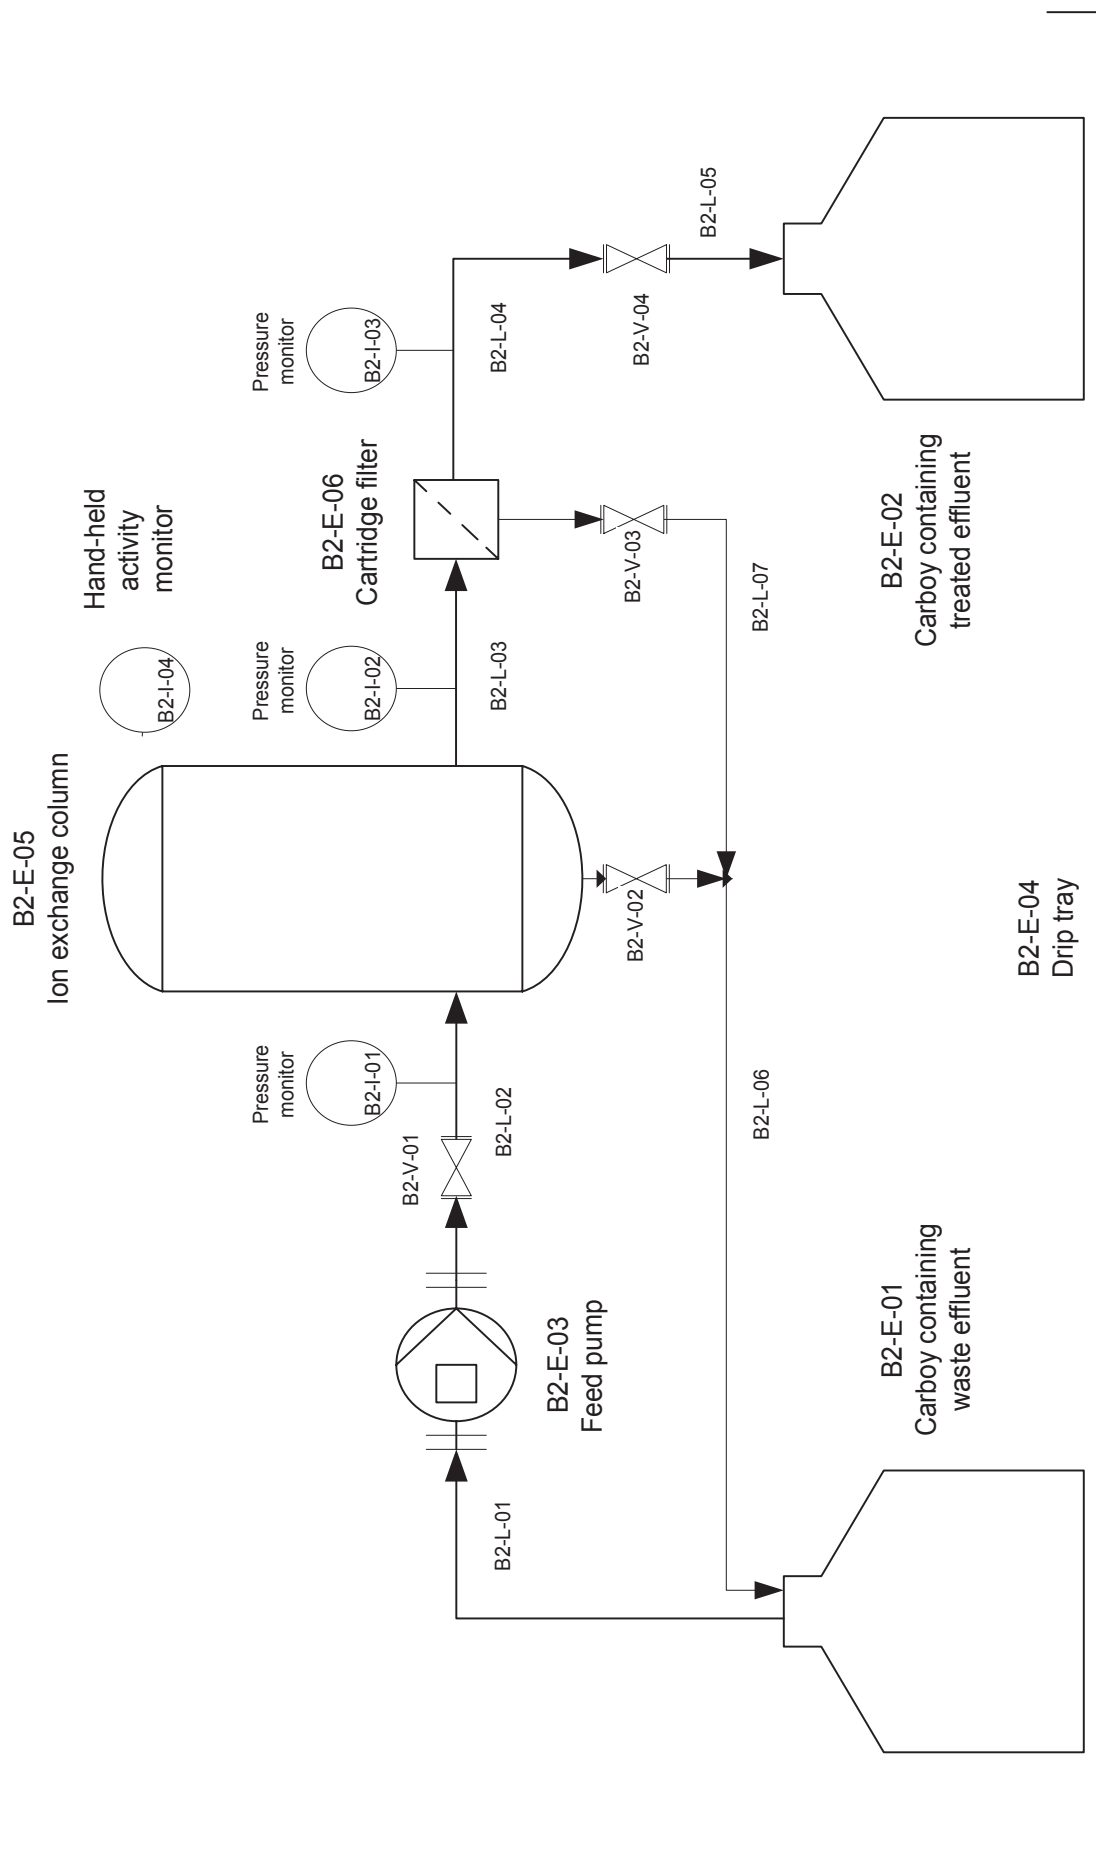 B2-E-05
Ion exchange column
Hand-held
activity
monitor
B2-I-04
Pressure
monitor
B2-I-01
Pressure
monitor
B2-I-02
Pressure
monitor
B2-I-03
B2-E-06
Cartridge filter
B2-V-01
B2-L-01
B2-L-02
B2-L-03
B2-L-04
B2-E-03
Feed pump
B2-V-02
B2-V-03
B2-V-04
B2-L-05
B2-L-06
B2-L-07
B2-E-01
Carboy containing
waste effluent
B2-E-02
Carboy containing
treated effluent
B2-E-04
Drip tray